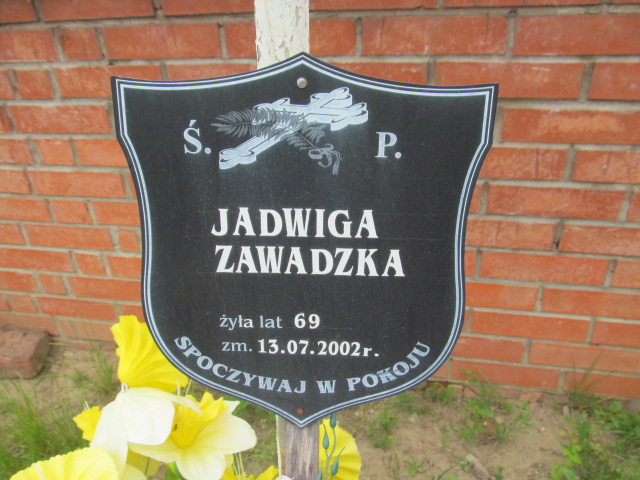 Ś. P.
JADWIGA
ZAWADZKA
żyła lat 69
zm. 13.07.2002r.
SPOCZYWAJ W POKOJU